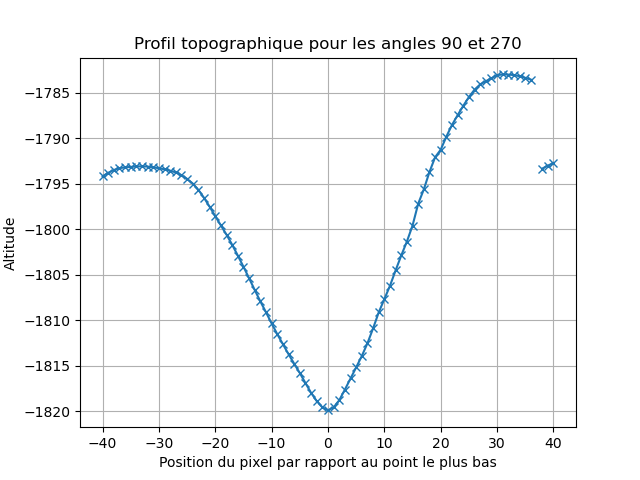 Profil topographique pour les angles 90 et 270
−1785
−1790
−1795
−1800
−1805
−1810
−1815
−1820
Altitude
−40 −30 −20 −10 0 10 20 30 40
Position du pixel par rapport au point le plus bas